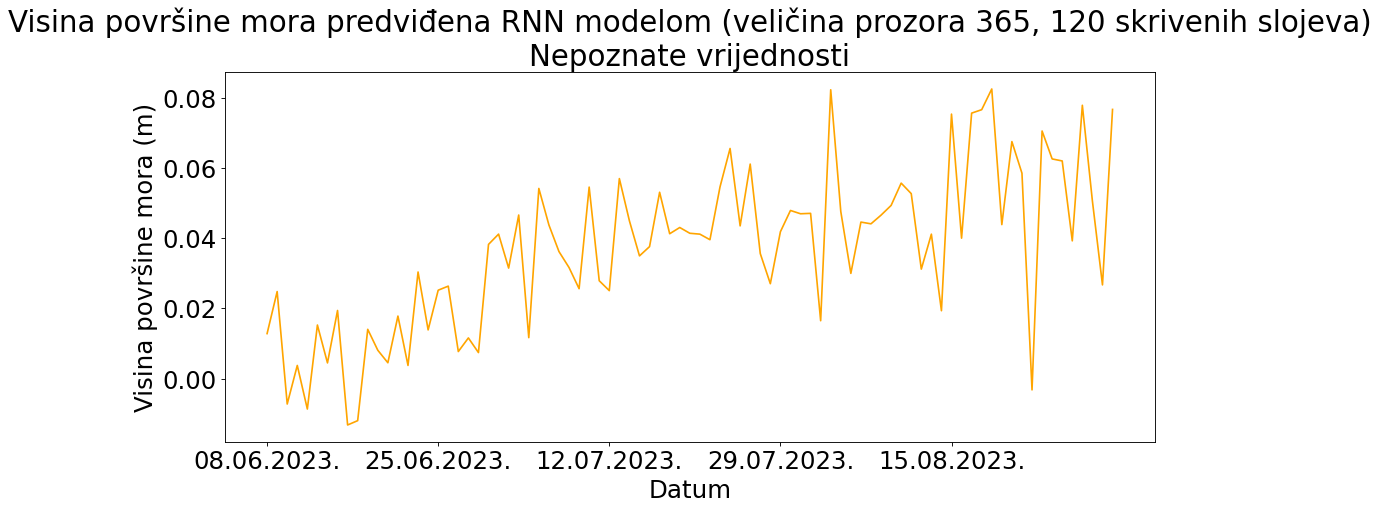 Visina površine mora predviđena RNN modelom (veličina prozora 365, 120 skrivenih slojeva)
Nepoznate vrijednosti
Visina površine mora (m)
0.08
0.06
0.04
0.02
0.00
08.06.2023. 25.06.2023. 12.07.2023. 29.07.2023. 15.08.2023.
Datum